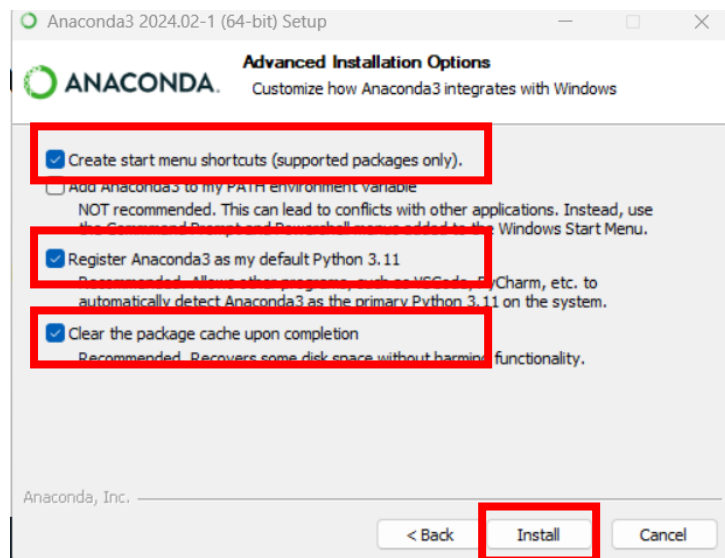 Anaconda3 2024.02-1 (64-bit) Setup
Advanced Installation Options
ANACONDA.
Customize how Anaconda3 integrates with Windows
Create start menu shortcuts (supported packages only).
Add Anaconda3 to my PATH environment variable
NOT recommended. This can lead to conflicts with other applications. Instead, use
the Commmand Prompt and Powershell menus added to the Windows Start Menu.
Register Anaconda3 as my default Python 3.11
Recommended. Allows other programs, such as VSCode, PyCharm, etc. to
automatically detect Anaconda3 as the primary Python 3.11 on the system.
Clear the package cache upon completion
Recommended. Recovers some disk space without harming functionality.
Anaconda, Inc.
< Back Install Cancel